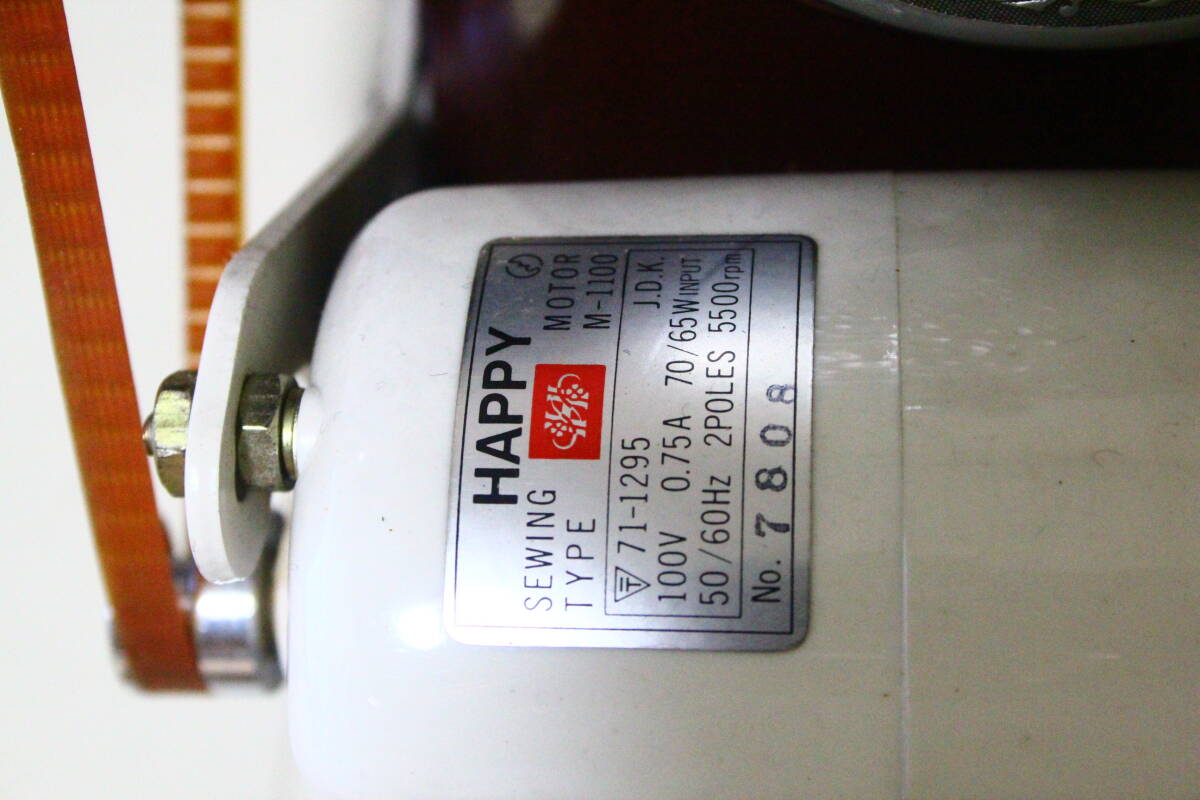 HAPPY
SEWING MOTOR
TYPE M-1100
71-1295 J.D.K.
100V 0.75A 70/65W INPUT
50/60Hz 2POLES 5500rpm
No. 7808